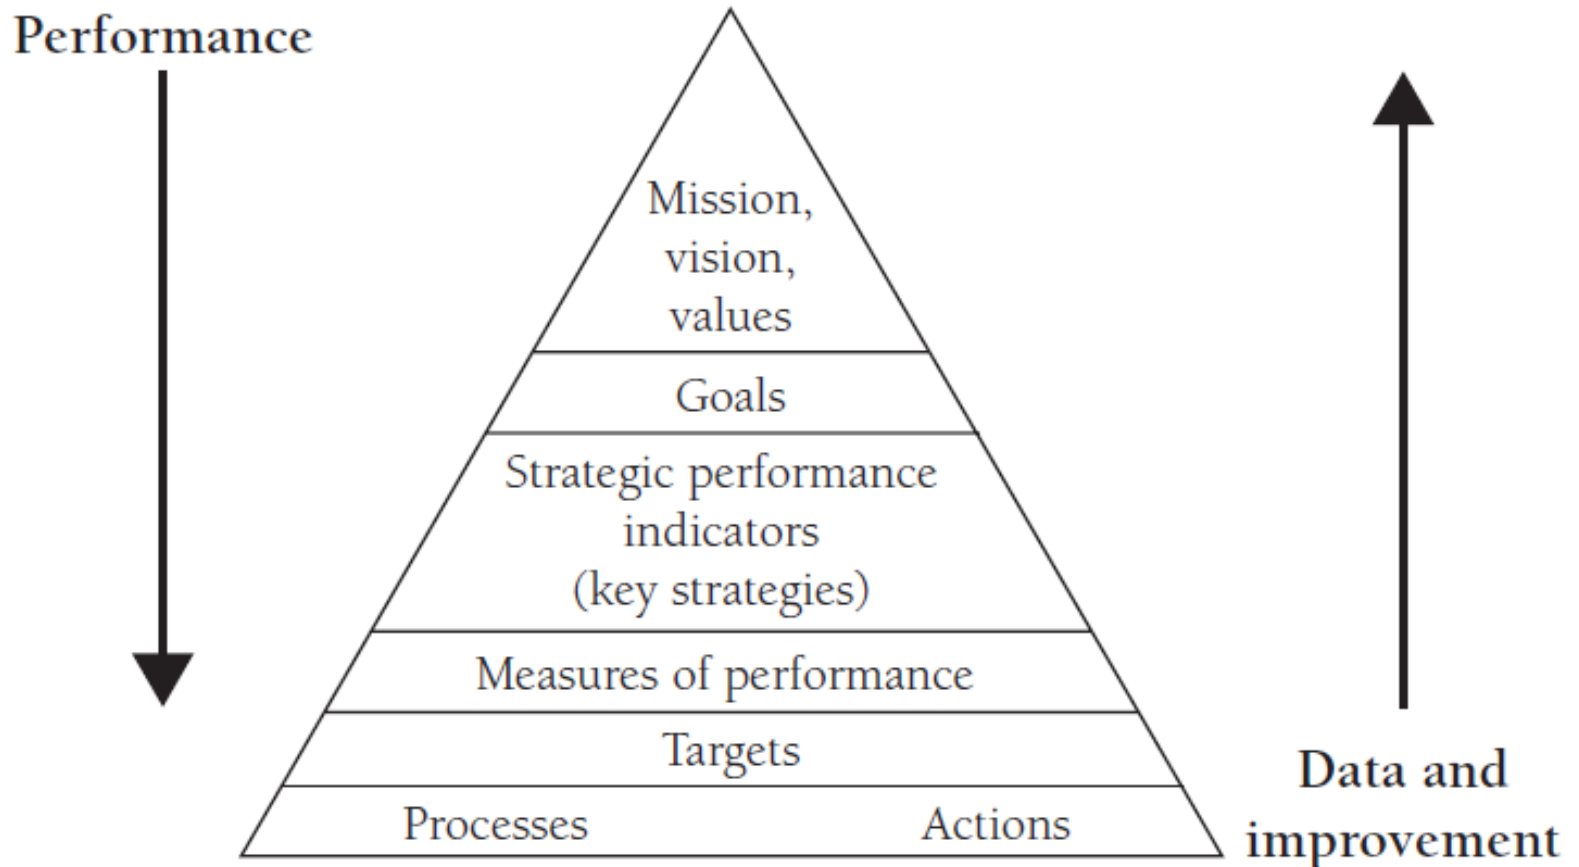 Performance
Mission,
vision,
values
Goals
Strategic performance
indicators
(key strategies)
Measures of performance
Targets
Processes Actions
Data and
improvement